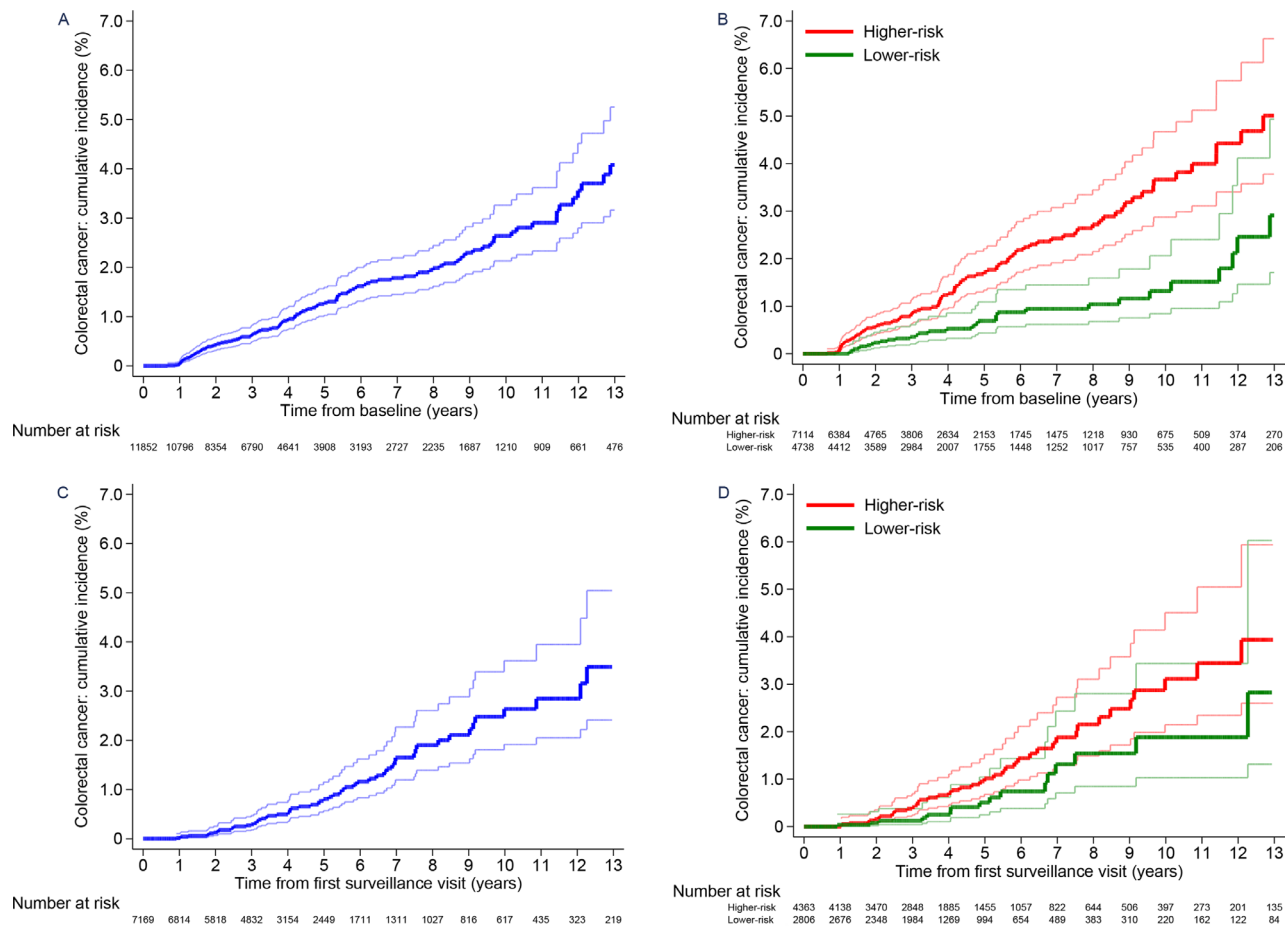 A
Colorectal cancer: cumulative incidence (%)
7.0
6.0
5.0
4.0
3.0
2.0
1.0
0
0 1 2 3 4 5 6 7 8 9 10 11 12 13
Time from baseline (years)
Number at risk
11852 10796 8354 6790 4641 3908 3193 2727 2235 1687 1210 909 661 476
B
Higher-risk
Lower-risk
Colorectal cancer: cumulative incidence (%)
7.0
6.0
5.0
4.0
3.0
2.0
1.0
0
0 1 2 3 4 5 6 7 8 9 10 11 12 13
Time from baseline (years)
Number at risk
Higher-risk 7114 6384 4765 3806 2634 2153 1745 1475 1218 930 675 509 374 270
Lower-risk 4738 4412 3589 2984 2007 1755 1448 1252 1017 757 535 400 287 206
C
Colorectal cancer: cumulative incidence (%)
7.0
6.0
5.0
4.0
3.0
2.0
1.0
0
0 1 2 3 4 5 6 7 8 9 10 11 12 13
Time from first surveillance visit (years)
Number at risk
7169 6814 5818 4832 3154 2449 1711 1311 1027 816 617 435 323 219
D
Higher-risk
Lower-risk
Colorectal cancer: cumulative incidence (%)
7.0
6.0
5.0
4.0
3.0
2.0
1.0
0
0 1 2 3 4 5 6 7 8 9 10 11 12 13
Time from first surveillance visit (years)
Number at risk
Higher-risk 4363 4138 3470 2848 1885 1455 1057 822 644 506 397 273 201 135
Lower-risk 2806 2676 2348 1984 1269 994 654 489 383 310 220 162 122 84